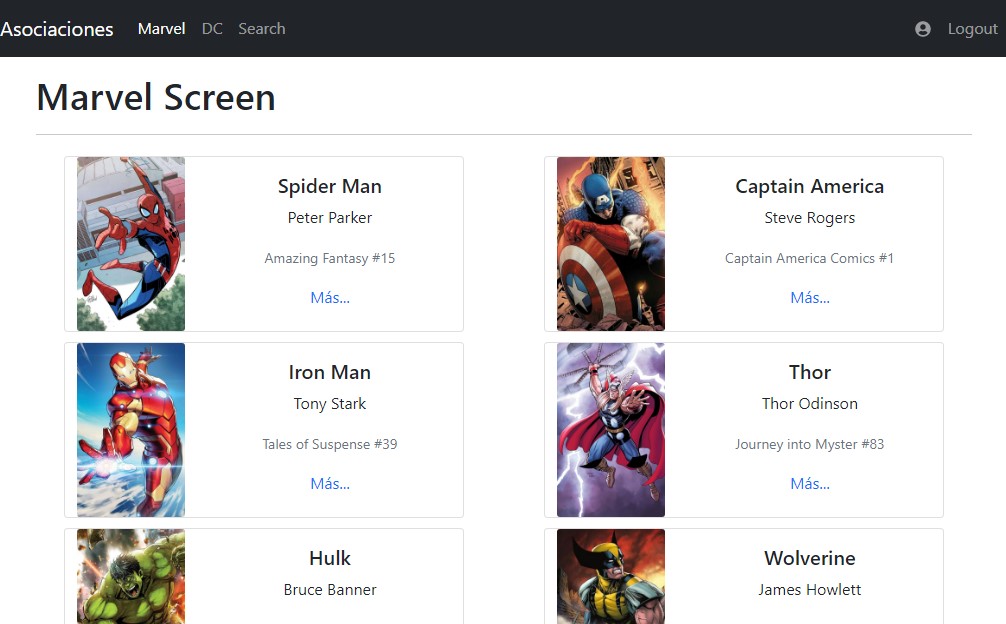 Asociaciones Marvel DC Search Logout
Marvel Screen
Spider Man
Peter Parker
Amazing Fantasy #15
Más...
Captain America
Steve Rogers
Captain America Comics #1
Más...
Iron Man
Tony Stark
Tales of Suspense #39
Más...
Thor
Thor Odinson
Journey into Myster #83
Más...
Hulk
Bruce Banner
Wolverine
James Howlett